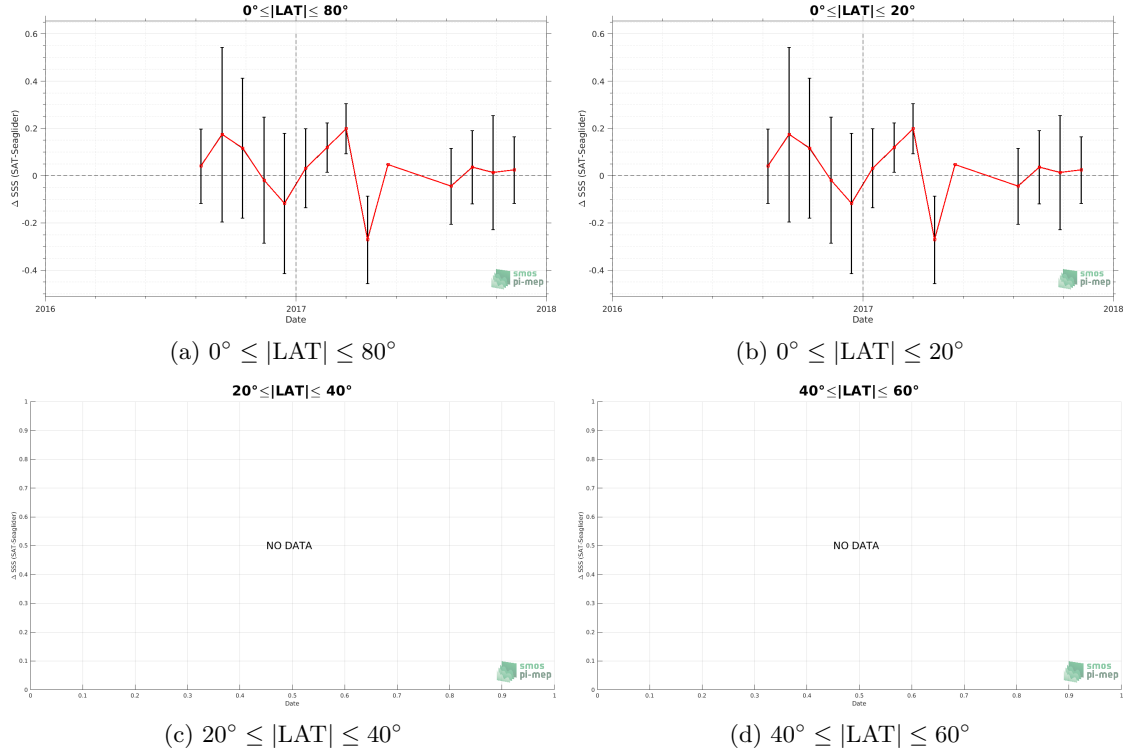 0°≤|LAT|≤ 80°
0.6
0.4
0.2
0
-0.2
-0.4
Δ SSS (SAT-Seaglider)
2016
2017
2018
Date
smos
pi-mep
(a) 0° ≤ |LAT| ≤ 80°
0°≤|LAT|≤ 20°
0.6
0.4
0.2
0
-0.2
-0.4
Δ SSS (SAT-Seaglider)
2016
2017
2018
Date
smos
pi-mep
(b) 0° ≤ |LAT| ≤ 20°
20°≤|LAT|≤ 40°
1
0.9
0.8
0.7
0.6
0.5
0.4
0.3
0.2
0.1
0
Δ SSS (SAT-Seaglider)
NO DATA
0 0.1 0.2 0.3 0.4 0.5 0.6 0.7 0.8 0.9 1
Date
smos
pi-mep
(c) 20° ≤ |LAT| ≤ 40°
40°≤|LAT|≤ 60°
1
0.9
0.8
0.7
0.6
0.5
0.4
0.3
0.2
0.1
0
Δ SSS (SAT-Seaglider)
NO DATA
0 0.1 0.2 0.3 0.4 0.5 0.6 0.7 0.8 0.9 1
Date
smos
pi-mep
(d) 40° ≤ |LAT| ≤ 60°